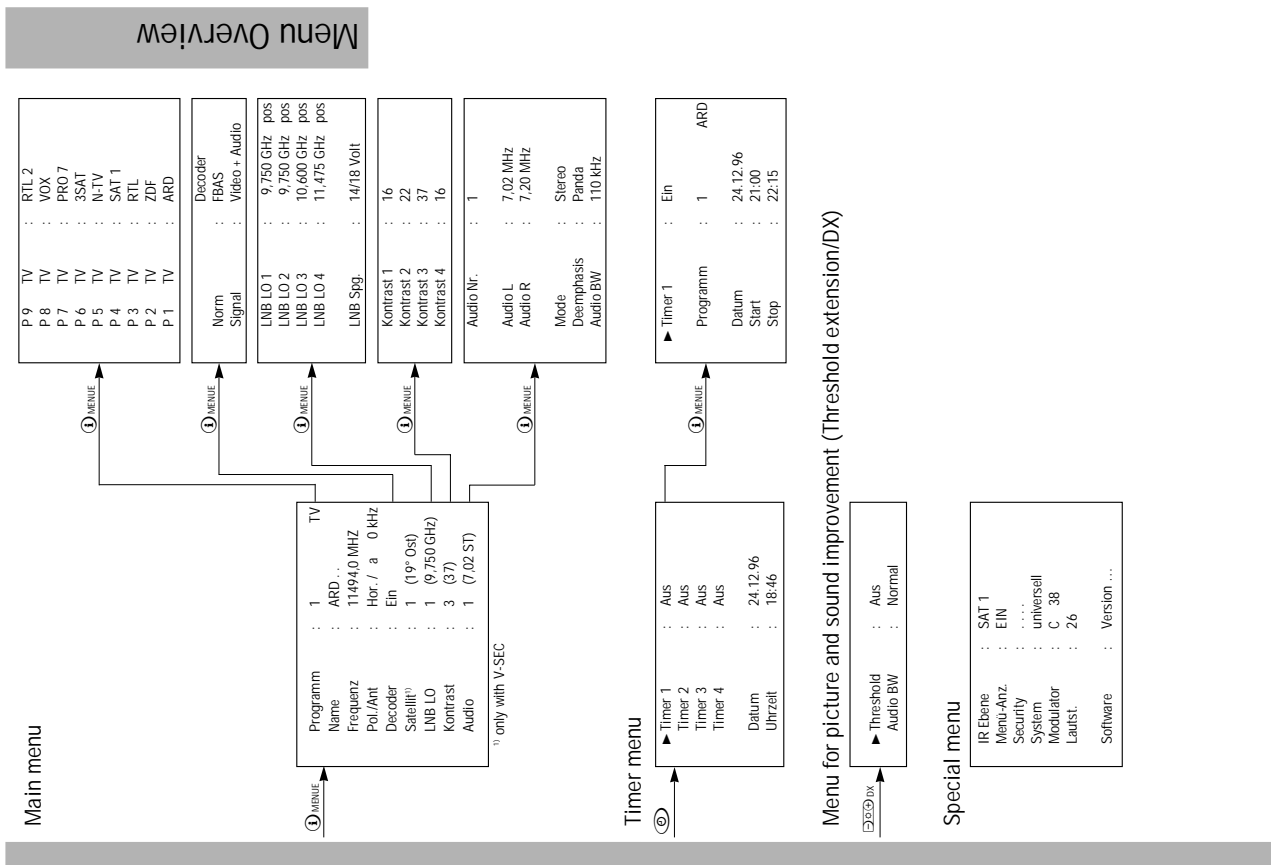 Menu Overview
Main menu
i MENUE
Programm : 1 TV
Name : ARD . .
Frequenz : 11494,0 MHZ
Pol./Ant : Hor. / a 0 kHz
Decoder : Ein
Satellit¹⁾ : 1 (19° Ost)
LNB LO : 1 (9,750 GHz)
Kontrast : 3 (37)
Audio : 1 (7,02 ST)
¹⁾ only with V-SEC
i MENUE
P 9 TV : RTL 2
P 8 TV : VOX
P 7 TV : PRO 7
P 6 TV : 3SAT
P 5 TV : N-TV
P 4 TV : SAT 1
P 3 TV : RTL
P 2 TV : ZDF
P 1 TV : ARD
i MENUE
Decoder
Norm : FBAS
Signal : Video + Audio
i MENUE
LNB LO 1 : 9,750 GHz pos
LNB LO 2 : 9,750 GHz pos
LNB LO 3 : 10,600 GHz pos
LNB LO 4 : 11,475 GHz pos
LNB Spg. : 14/18 Volt
i MENUE
Kontrast 1 : 16
Kontrast 2 : 22
Kontrast 3 : 37
Kontrast 4 : 16
i MENUE
Audio Nr. : 1
Audio L : 7,02 MHz
Audio R : 7,20 MHz
Mode : Stereo
Deemphasis : Panda
Audio BW : 110 kHz
Timer menu
► Timer 1 : Aus
Timer 2 : Aus
Timer 3 : Aus
Timer 4 : Aus
Datum : 24.12.96
Uhrzeit : 18:46
i MENUE
► Timer 1 : Ein
Programm : 1 ARD
Datum : 24.12.96
Start : 21:00
Stop : 22:15
Menu for picture and sound improvement (Threshold extension/DX)
DX
► Threshold : Aus
Audio BW : Normal
Special menu
IR Ebene : SAT 1
Menü-Anz. : EIN
Security : . . . .
System : universell
Modulator : C 38
Lautst. : 26
Software : Version ...